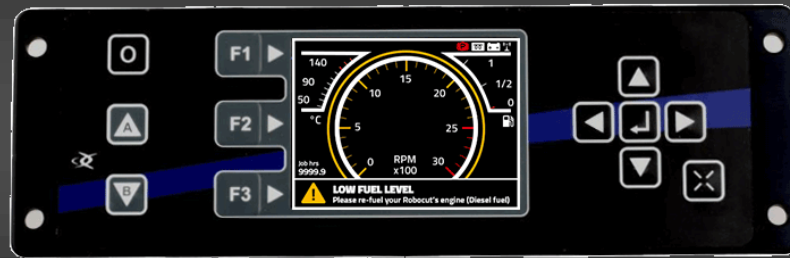 O
A
B
F1
F2
F3
140
90
50
°C
15
10
20
5
25
0
30
RPM
x100
1
1/2
0
P
Job hrs
9999.9
LOW FUEL LEVEL
Please re-fuel your Robocut's engine (Diesel fuel)